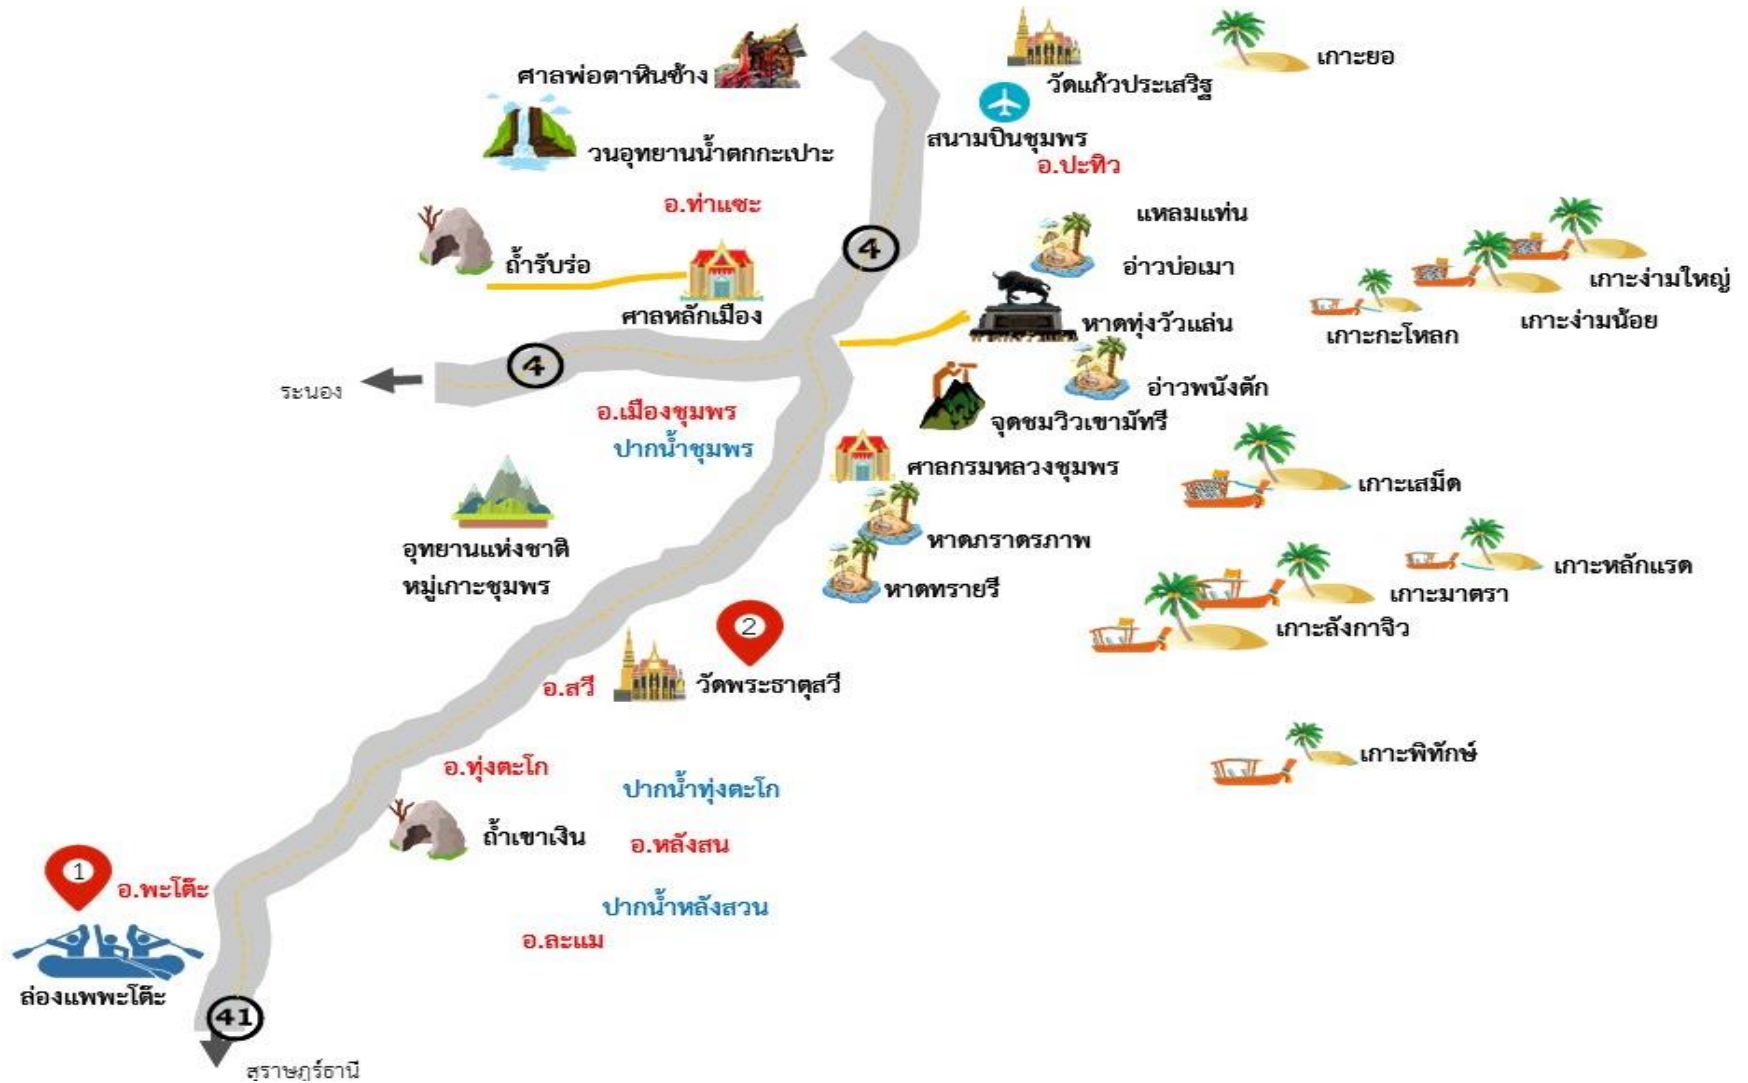 ศาลพ่อตาหินช้าง
วัดแก้วประเสริฐ
เกาะยอ
วนอุทยานน้ำตกกะเปาะ
สนามบินชุมพร
อ.ปะทิว
อ.ท่าแซะ
แหลมแท่น
4
ถ้ำรับร่อ
อ่าวบ่อเมา
เกาะง่ามใหญ่
ศาลหลักเมือง
หาดทุ่งวัวแล่น
เกาะง่ามน้อย
เกาะกะโหลก
4
ระนอง
อ่าวพนังตัก
อ.เมืองชุมพร
จุดชมวิวเขามัทรี
ปากน้ำชุมพร
ศาลกรมหลวงชุมพร
เกาะเสม็ด
อุทยานแห่งชาติ
หมู่เกาะชุมพร
หาดภราดรภาพ
เกาะหลักแรด
หาดทรายรี
เกาะมาตรา
2
เกาะลังกาจิว
อ.สวี
วัดพระธาตุสวี
เกาะพิทักษ์
อ.ทุ่งตะโก
ปากน้ำทุ่งตะโก
ถ้ำเขาเงิน
อ.หลังสน
1
อ.พะโต๊ะ
ปากน้ำหลังสวน
อ.ละแม
ล่องแพพะโต๊ะ
41
สุราษฎร์ธานี